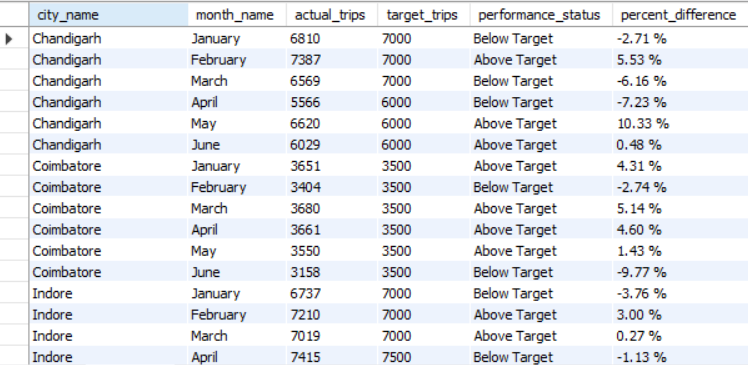 city_name month_name actual_trips target_trips performance_status percent_difference
Chandigarh January 6810 7000 Below Target -2.71 %
Chandigarh February 7387 7000 Above Target 5.53 %
Chandigarh March 6569 7000 Below Target -6.16 %
Chandigarh April 5566 6000 Below Target -7.23 %
Chandigarh May 6620 6000 Above Target 10.33 %
Chandigarh June 6029 6000 Above Target 0.48 %
Coimbatore January 3651 3500 Above Target 4.31 %
Coimbatore February 3404 3500 Below Target -2.74 %
Coimbatore March 3680 3500 Above Target 5.14 %
Coimbatore April 3661 3500 Above Target 4.60 %
Coimbatore May 3550 3500 Above Target 1.43 %
Coimbatore June 3158 3500 Below Target -9.77 %
Indore January 6737 7000 Below Target -3.76 %
Indore February 7210 7000 Above Target 3.00 %
Indore March 7019 7000 Above Target 0.27 %
Indore April 7415 7500 Below Target -1.13 %